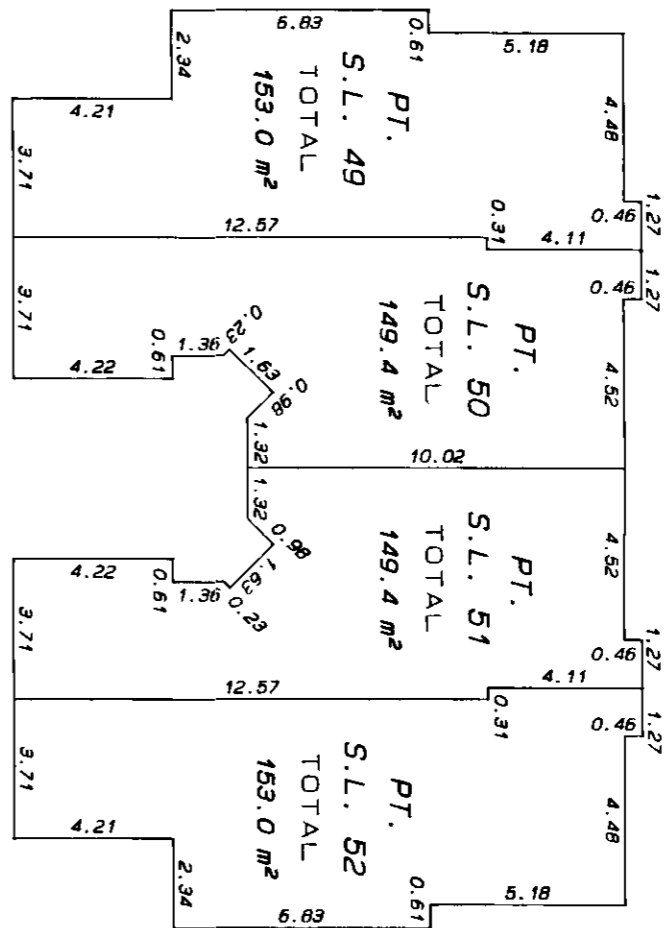 6.83
0.61
5.18
2.34
4.21
3.71
PT.
S.L. 49
TOTAL
153.0 m²
4.48
1.27
0.46
12.57
0.31
4.11
1.27
0.46
3.71
4.22
0.61
1.36
0.23
1.63
0.98
1.32
PT.
S.L. 50
TOTAL
149.4 m²
4.52
10.02
1.32
0.98
1.63
0.23
1.36
0.61
4.22
3.71
PT.
S.L. 51
TOTAL
149.4 m²
4.52
1.27
0.46
4.11
12.57
0.31
1.27
0.46
3.71
4.21
2.34
PT.
S.L. 52
TOTAL
153.0 m²
4.48
0.61
5.18
6.83